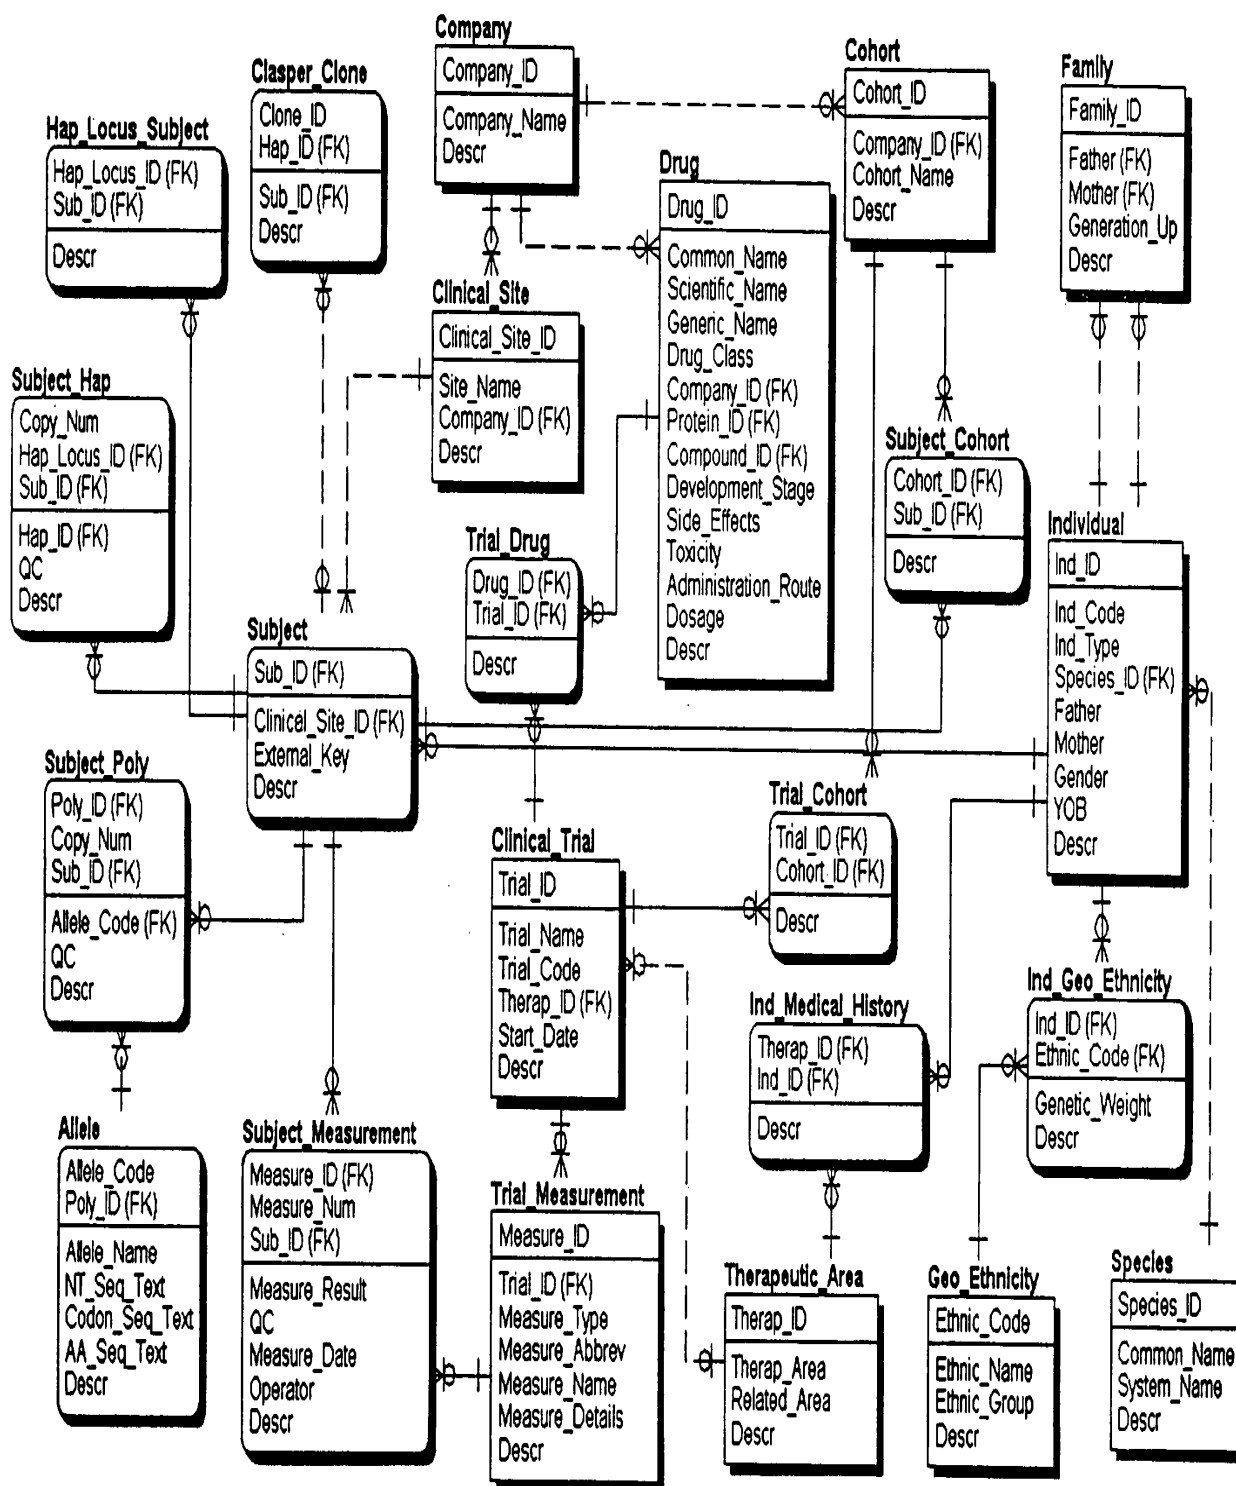 Company
Company_ID
Company_Name
Descr
Cohort
Cohort_ID
Company_ID (FK)
Cohort_Name
Descr
Family
Family_ID
Father (FK)
Mother (FK)
Generation_Up
Descr
Clasper_Clone
Clone_ID
Hap_ID (FK)
Sub_ID (FK)
Descr
Hap_Locus_Subject
Hap_Locus_ID (FK)
Sub_ID (FK)
Descr
Drug
Drug_ID
Common_Name
Scientific_Name
Generic_Name
Drug_Class
Company_ID (FK)
Protein_ID (FK)
Compound_ID (FK)
Development_Stage
Side_Effects
Toxicity
Administration_Route
Dosage
Descr
Clinical_Site
Clinical_Site_ID
Site_Name
Company_ID (FK)
Descr
Subject_Hap
Copy_Num
Hap_Locus_ID (FK)
Sub_ID (FK)
Hap_ID (FK)
QC
Descr
Subject_Cohort
Cohort_ID (FK)
Sub_ID (FK)
Descr
Individual
Ind_ID
Ind_Code
Ind_Type
Species_ID (FK)
Father
Mother
Gender
YOB
Descr
Trial_Drug
Drug_ID (FK)
Trial_ID (FK)
Descr
Subject
Sub_ID (FK)
Clinical_Site_ID (FK)
External_Key
Descr
Subject_Poly
Poly_ID (FK)
Copy_Num
Sub_ID (FK)
Allele_Code (FK)
QC
Descr
Trial_Cohort
Trial_ID (FK)
Cohort_ID (FK)
Descr
Clinical_Trial
Trial_ID
Trial_Name
Trial_Code
Therap_ID (FK)
Start_Date
Descr
Ind_Medical_History
Therap_ID (FK)
Ind_ID (FK)
Descr
Ind_Geo_Ethnicity
Ind_ID (FK)
Ethnic_Code (FK)
Genetic_Weight
Descr
Allele
Allele_Code
Poly_ID (FK)
Allele_Name
NT_Seq_Text
Codon_Seq_Text
AA_Seq_Text
Descr
Subject_Measurement
Measure_ID (FK)
Measure_Num
Sub_ID (FK)
Measure_Result
QC
Measure_Date
Operator
Descr
Trial_Measurement
Measure_ID
Trial_ID (FK)
Measure_Type
Measure_Abbrev
Measure_Name
Measure_Details
Descr
Therapeutic_Area
Therap_ID
Therap_Area
Related_Area
Descr
Geo_Ethnicity
Ethnic_Code
Ethnic_Name
Ethnic_Group
Descr
Species
Species_ID
Common_Name
System_Name
Descr